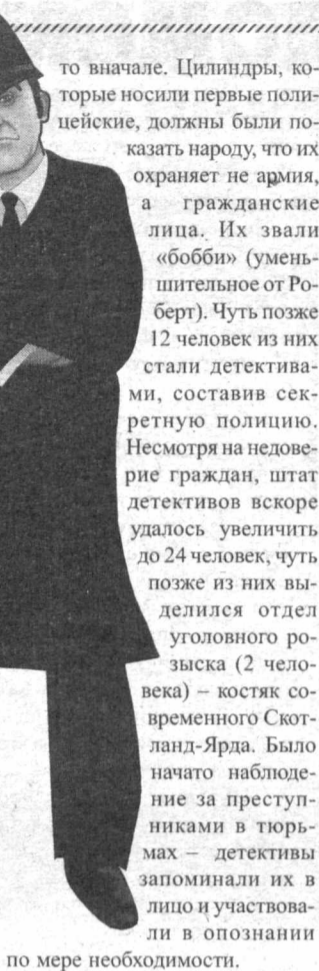 то вначале. Цилиндры, ко-
торые носили первые поли-
цейские, должны были по-
казать народу, что их
охраняет не армия,
а гражданские
лица. Их звали
«бобби» (умень-
шительное от Ро-
берт). Чуть позже
12 человек из них
стали детектива-
ми, составив сек-
ретную полицию.
Несмотря на недове-
рие граждан, штат
детективов вскоре
удалось увеличить
до 24 человек, чуть
позже из них вы-
делился отдел
уголовного ро-
зыска (2 чело-
века) – костяк со-
временного Скот-
ланд-Ярда. Было
начато наблюде-
ние за преступ-
никами в тюрь-
мах – детективы
запоминали их в
лицо и участвова-
ли в опознании
по мере необходимости.